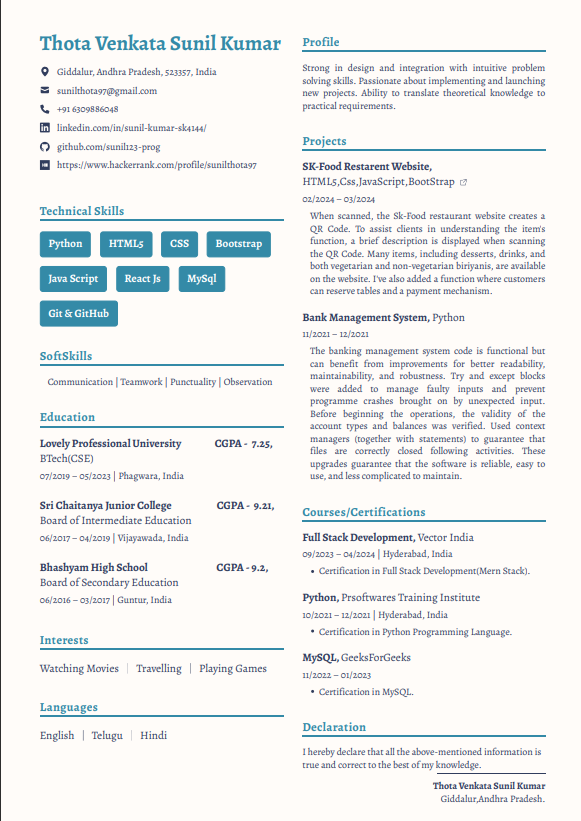 Thota Venkata Sunil Kumar
Giddalur, Andhra Pradesh, 523357, India
sunilthota97@gmail.com
+91 6309886048
linkedin.com/in/sunil-kumar-sk4144/
github.com/sunil123-prog
https://www.hackerrank.com/profile/sunilthota97
Technical Skills
Python HTML5 CSS Bootstrap
Java Script React Js MySql
Git & GitHub
SoftSkills
Communication | Teamwork | Punctuality | Observation
Education
Lovely Professional University CGPA - 7.25,
BTech(CSE)
07/2019 – 05/2023 | Phagwara, India
Sri Chaitanya Junior College CGPA - 9.21,
Board of Intermediate Education
06/2017 – 04/2019 | Vijayawada, India
Bhashyam High School CGPA - 9.2,
Board of Secondary Education
06/2016 – 03/2017 | Guntur, India
Interests
Watching Movies | Travelling | Playing Games
Languages
English | Telugu | Hindi
Profile
Strong in design and integration with intuitive problem
solving skills. Passionate about implementing and launching
new projects. Ability to translate theoretical knowledge to
practical requirements.
Projects
SK-Food Restarent Website,
HTML5,Css,JavaScript,BootStrap
02/2024 – 03/2024
When scanned, the Sk-Food restaurant website creates a
QR Code. To assist clients in understanding the item's
function, a brief description is displayed when scanning
the QR Code. Many items, including desserts, drinks, and
both vegetarian and non-vegetarian biriyanis, are available
on the website. I've also added a function where customers
can reserve tables and a payment mechanism.
Bank Management System, Python
11/2021 – 12/2021
The banking management system code is functional but
can benefit from improvements for better readability,
maintainability, and robustness. Try and except blocks
were added to manage faulty inputs and prevent
programme crashes brought on by unexpected input.
Before beginning the operations, the validity of the
account types and balances was verified. Used context
managers (together with statements) to guarantee that
files are correctly closed following activities. These
upgrades guarantee that the software is reliable, easy to
use, and less complicated to maintain.
Courses/Certifications
Full Stack Development, Vector India
09/2023 – 04/2024 | Hyderabad, India
• Certification in Full Stack Development(Mern Stack).
Python, Prsoftwares Training Institute
10/2021 – 12/2021 | Hyderabad, India
• Certification in Python Programming Language.
MySQL, GeeksForGeeks
11/2022 – 01/2023
• Certification in MySQL.
Declaration
I hereby declare that all the above-mentioned information is
true and correct to the best of my knowledge.
Thota Venkata Sunil Kumar
Giddalur,Andhra Pradesh.